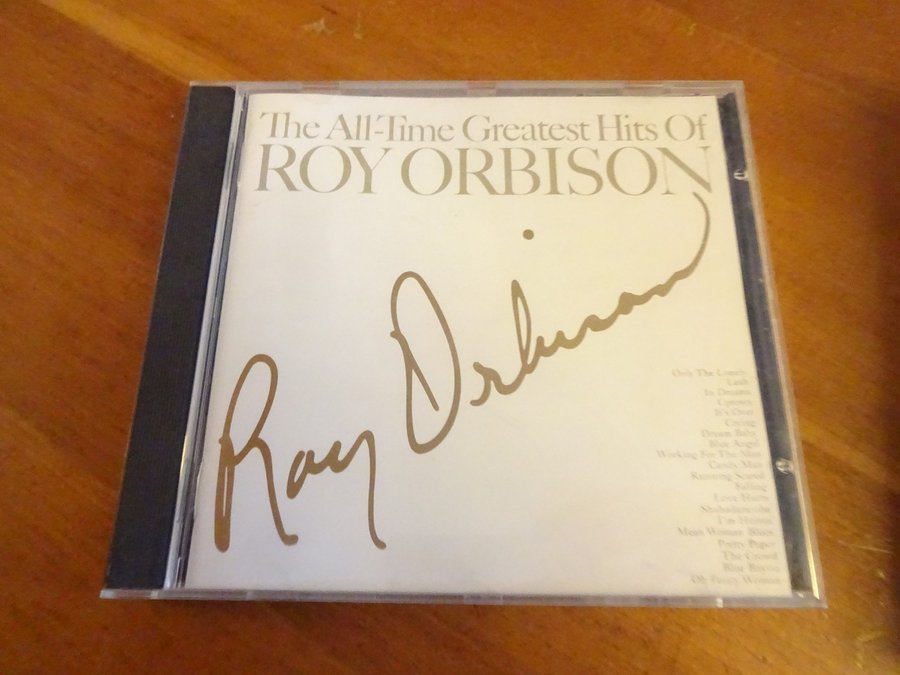 The All-Time Greatest Hits Of
ROY ORBISON
Roy Orbison
Only The Lonely
Leah
In Dreams
Uptown
It's Over
Crying
Dream Baby
Blue Angel
Working For The Man
Candy Man
Running Scared
Falling
Love Hurts
Shahadaroba
I'm Hurtin'
Mean Woman Blues
Pretty Paper
The Crowd
Blue Bayou
Oh Pretty Woman